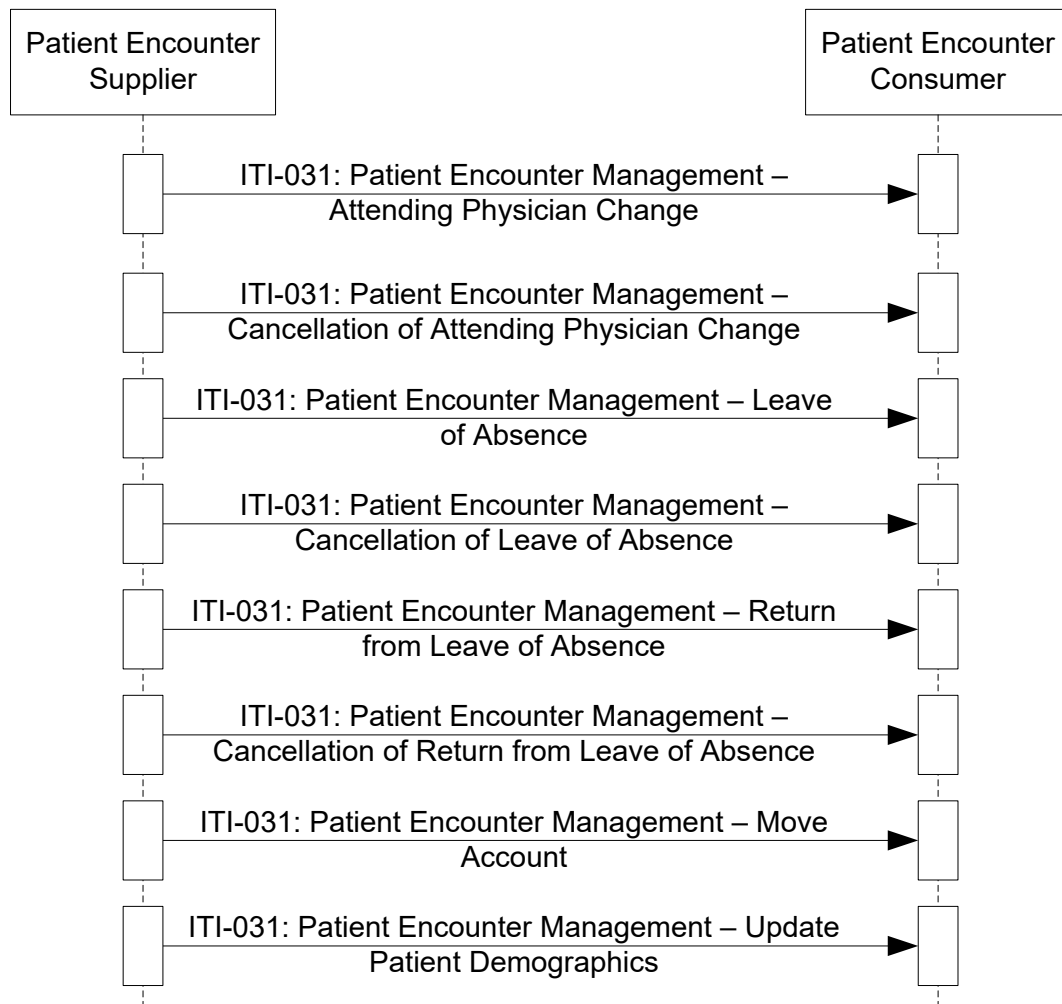 Patient Encounter
Supplier
Patient Encounter
Consumer
ITI-031: Patient Encounter Management –
Attending Physician Change
ITI-031: Patient Encounter Management –
Cancellation of Attending Physician Change
ITI-031: Patient Encounter Management – Leave
of Absence
ITI-031: Patient Encounter Management –
Cancellation of Leave of Absence
ITI-031: Patient Encounter Management – Return
from Leave of Absence
ITI-031: Patient Encounter Management –
Cancellation of Return from Leave of Absence
ITI-031: Patient Encounter Management – Move
Account
ITI-031: Patient Encounter Management – Update
Patient Demographics